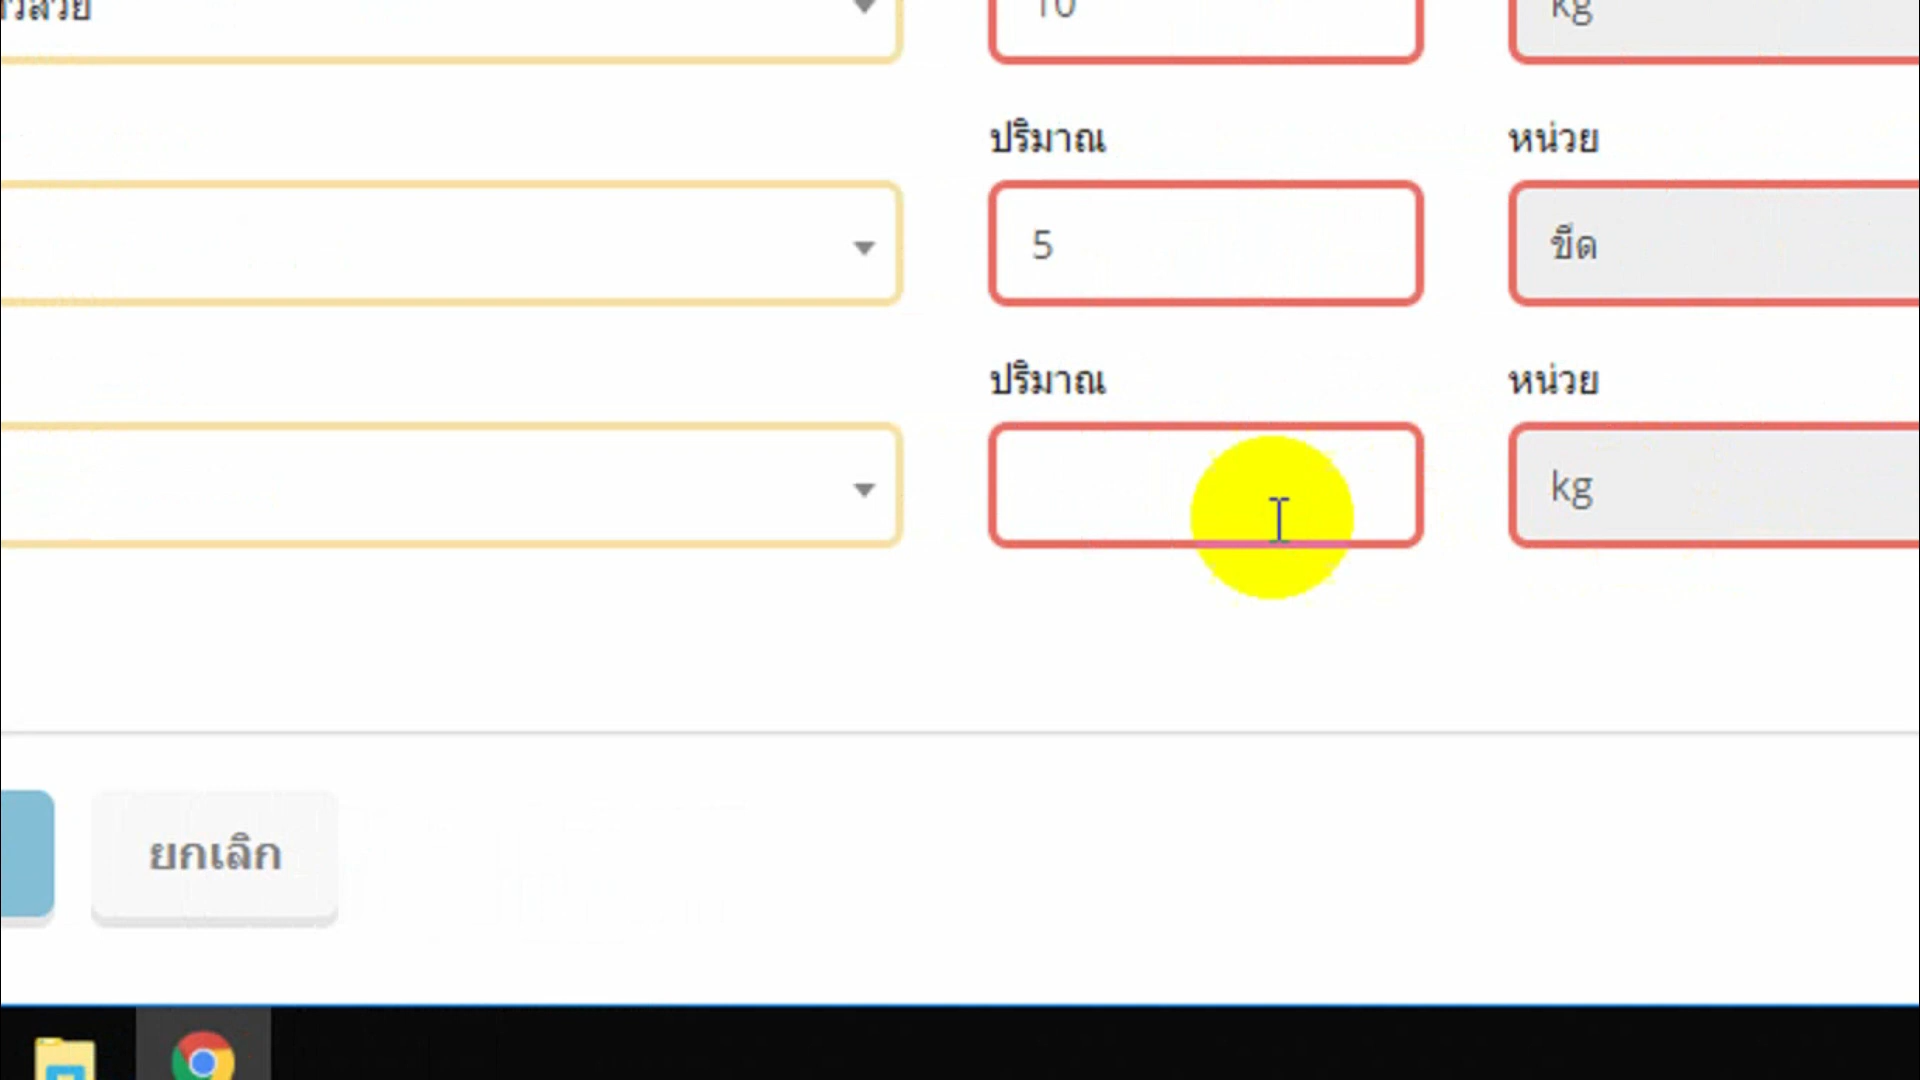 10
kg
ปริมาณ
หน่วย
5
ขีด
ปริมาณ
หน่วย
kg
ยกเลิก